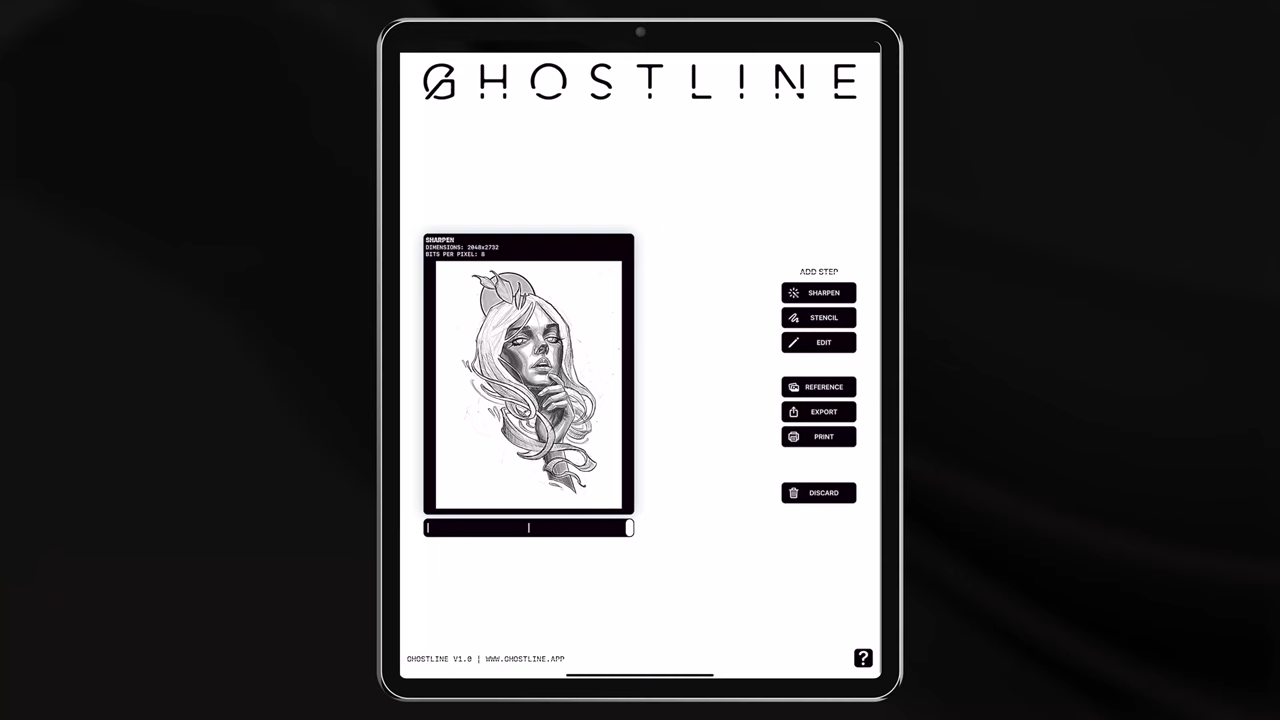 GHOSTLINE
SHARPEN
DIMENSIONS: 2048x2732
BITS PER PIXEL: 8
ADD STEP
SHARPEN
STENCIL
EDIT
REFERENCE
EXPORT
PRINT
DISCARD
GHOSTLINE V1.0 | WWW.GHOSTLINE.APP
?